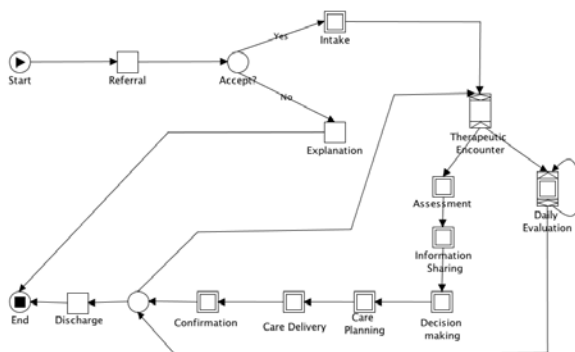 Yes
Intake
Start
Referral
Accept?
No
Explanation
Therapeutic
Encounter
Assessment
Daily
Evaluation
Information
Sharing
End
Discharge
Confirmation
Care Delivery
Care
Planning
Decision
making